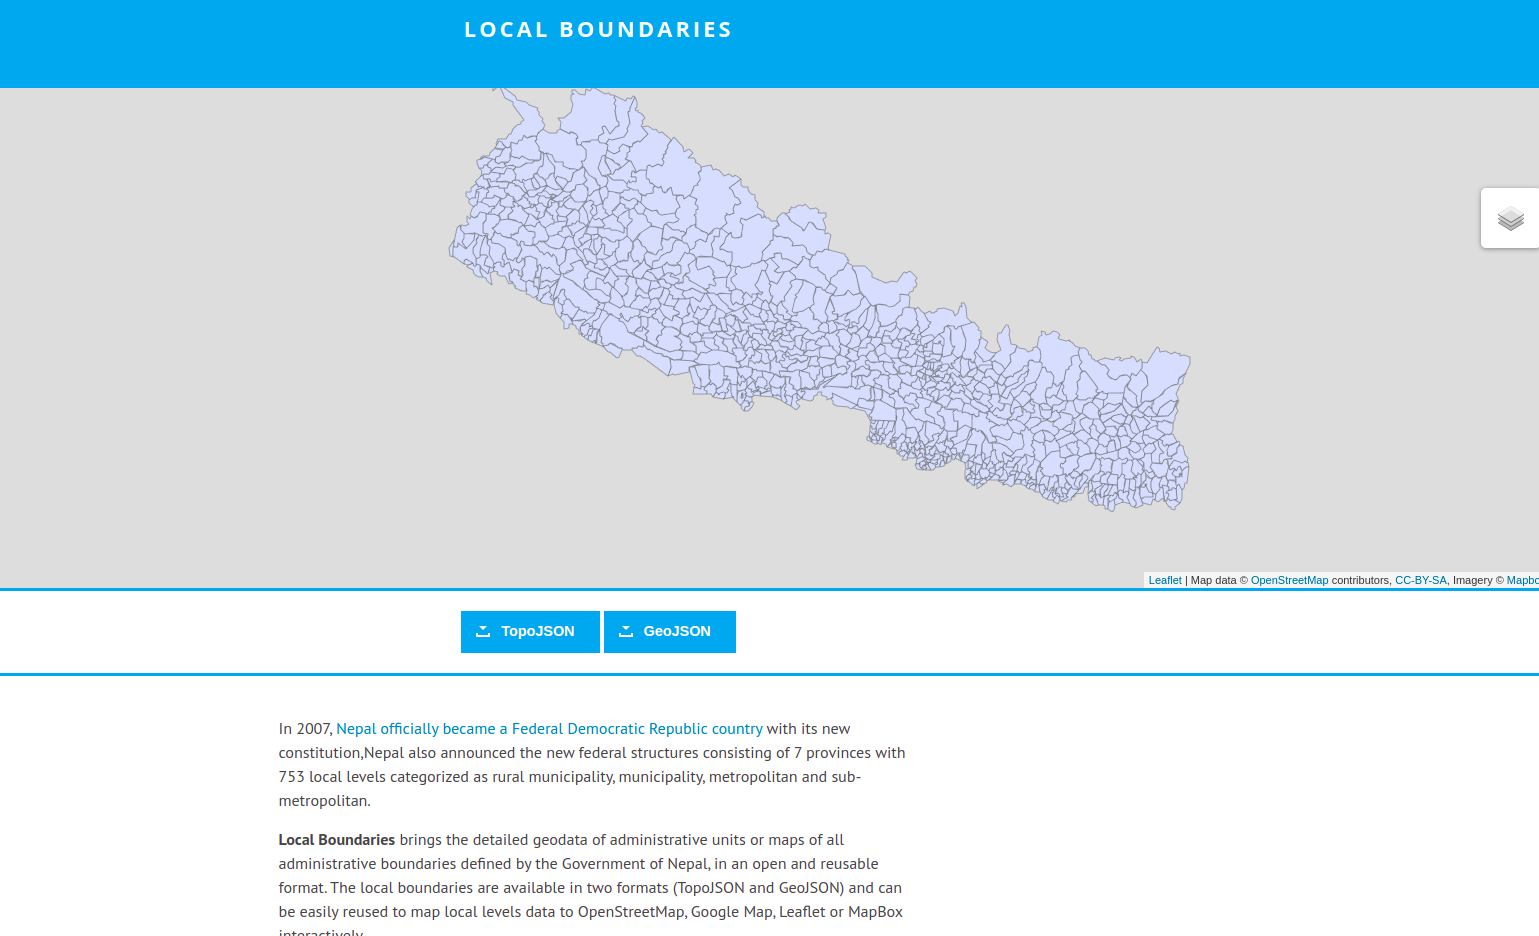 LOCAL BOUNDARIES
Leaflet | Map data © OpenStreetMap contributors, CC-BY-SA, Imagery © Mapbo
TopoJSON GeoJSON
In 2007, Nepal officially became a Federal Democratic Republic country with its new
constitution,Nepal also announced the new federal structures consisting of 7 provinces with
753 local levels categorized as rural municipality, municipality, metropolitan and sub-
metropolitan.
Local Boundaries brings the detailed geodata of administrative units or maps of all
administrative boundaries defined by the Government of Nepal, in an open and reusable
format. The local boundaries are available in two formats (TopoJSON and GeoJSON) and can
be easily reused to map local levels data to OpenStreetMap, Google Map, Leaflet or MapBox
interactively